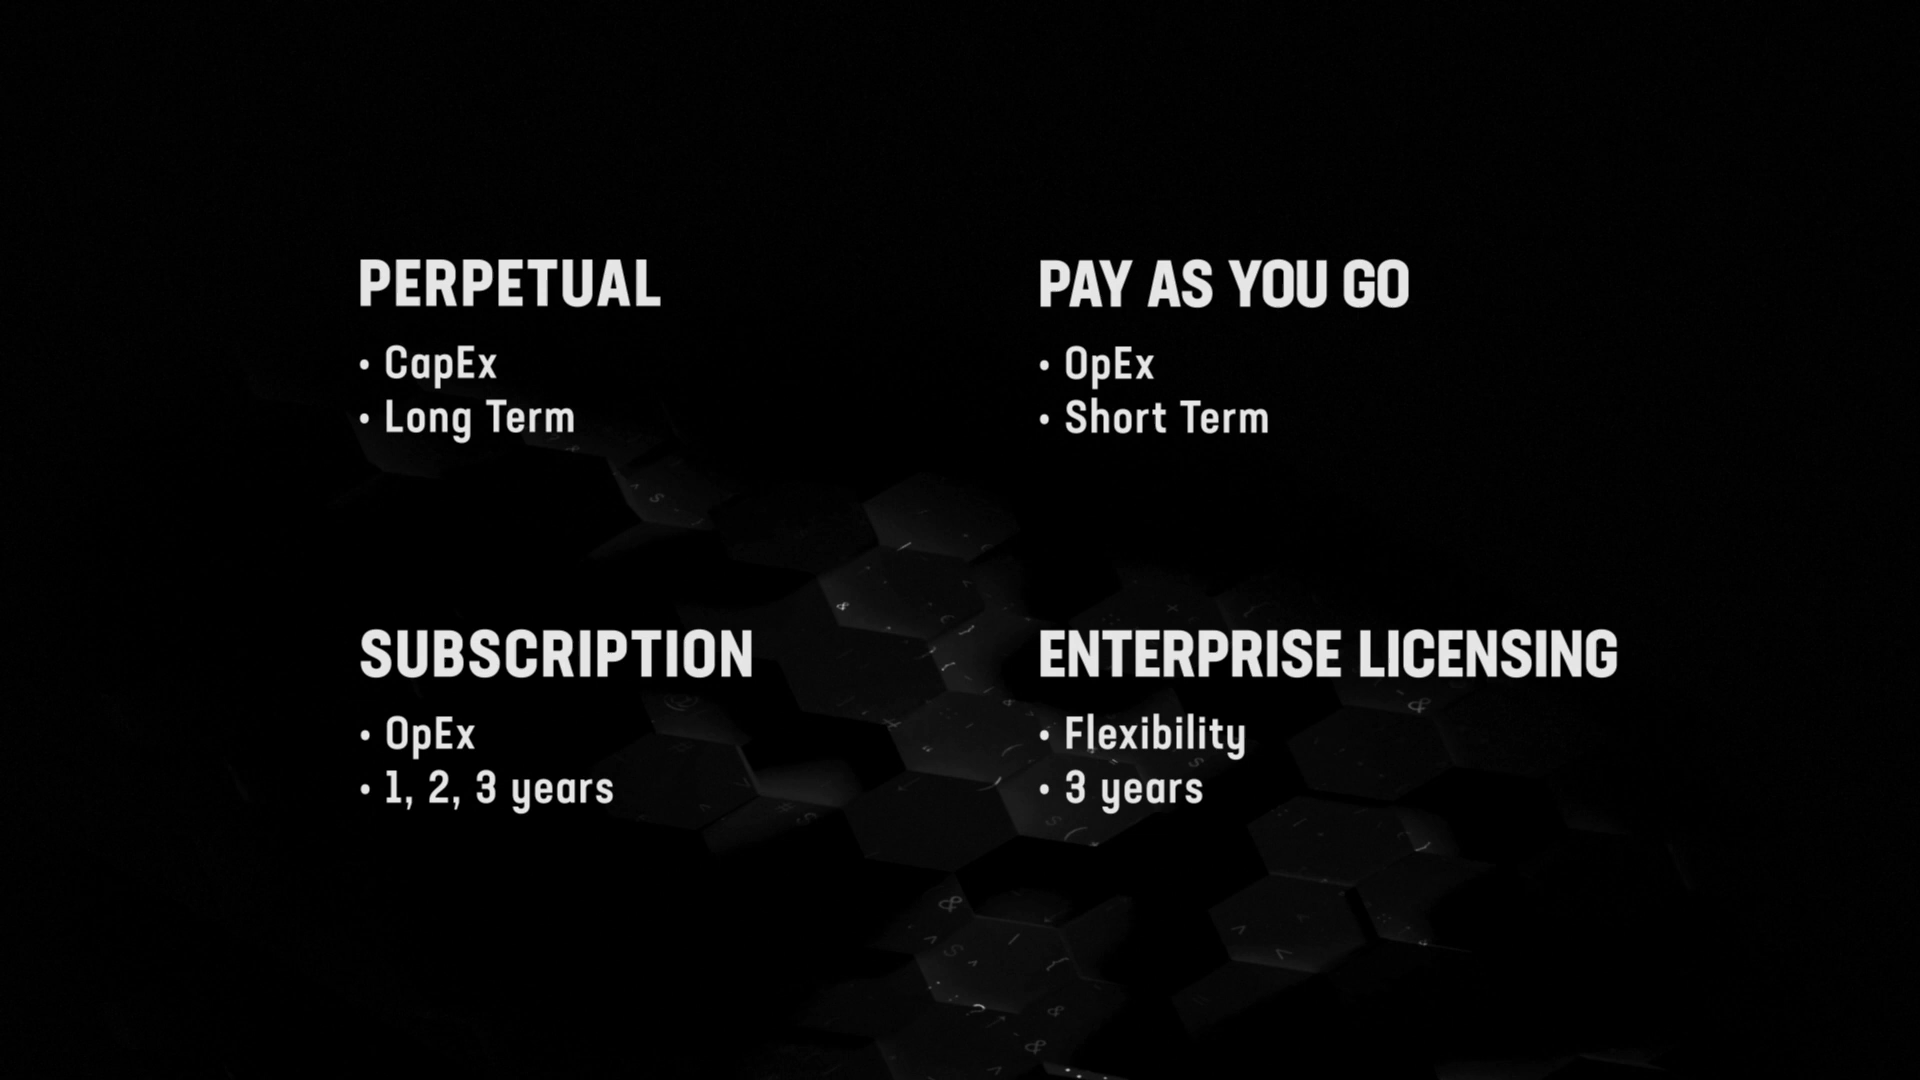 PERPETUAL
• CapEx
• Long Term
PAY AS YOU GO
• OpEx
• Short Term
SUBSCRIPTION
• OpEx
• 1, 2, 3 years
ENTERPRISE LICENSING
• Flexibility
• 3 years